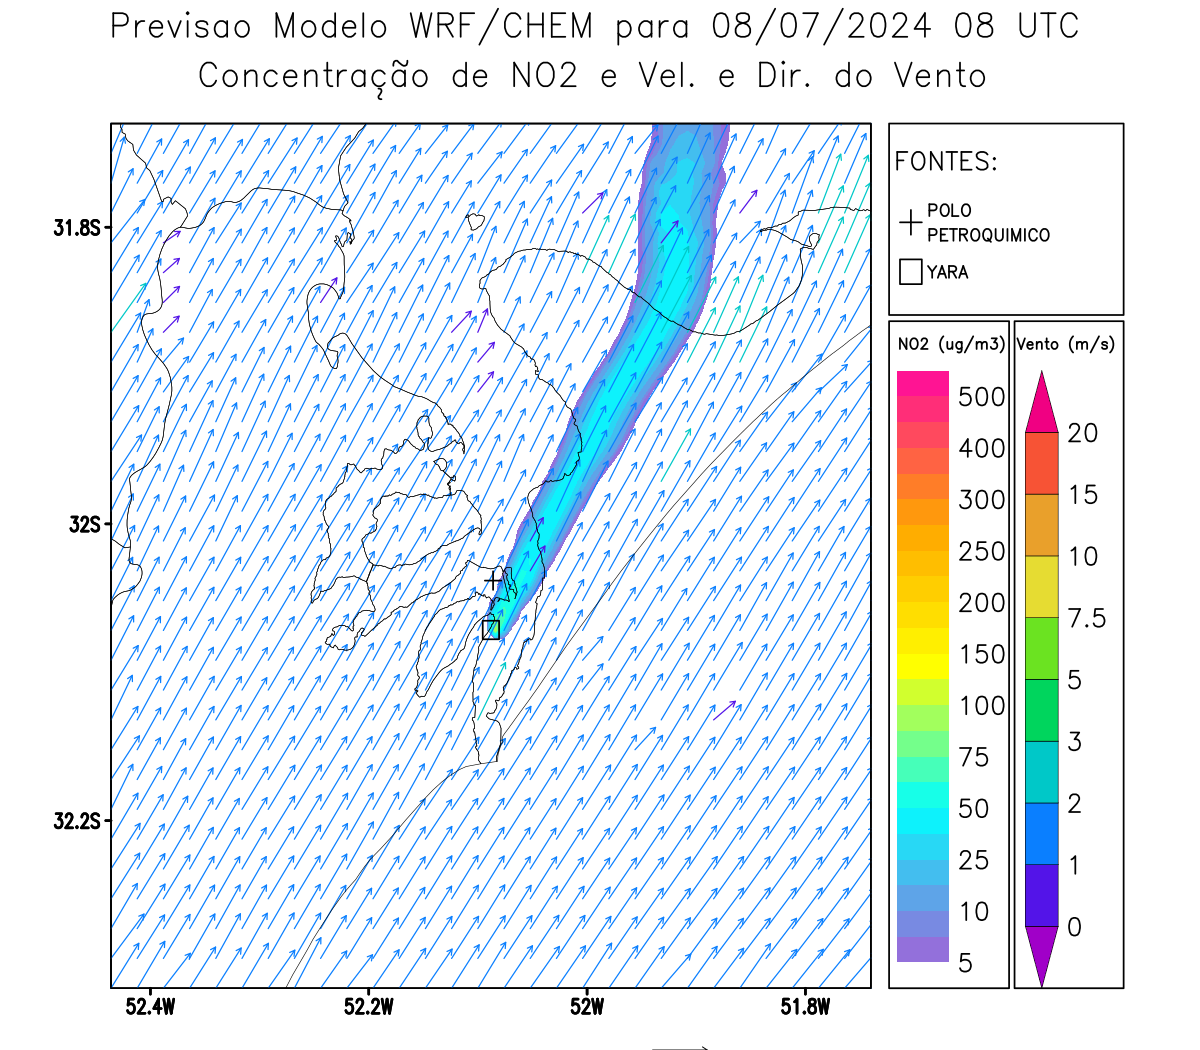 Previsao Modelo WRF/CHEM para 08/07/2024 08 UTC
Concentração de NO2 e Vel. e Dir. do Vento
FONTES:
POLO
PETROQUIMICO
YARA
NO2 (ug/m3)
500
400
300
250
200
150
100
75
50
25
10
5
Vento (m/s)
20
15
10
7.5
5
3
2
1
0
31.8S
32S
32.2S
52.4W
52.2W
52W
51.8W